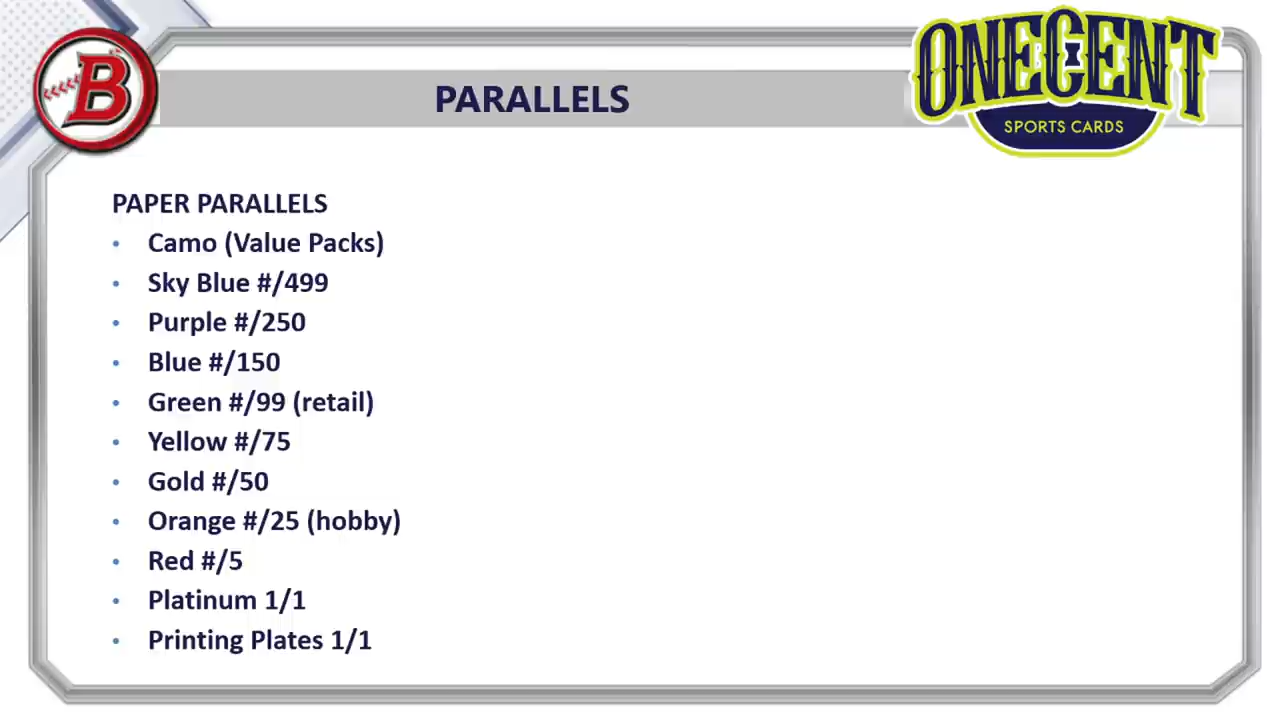 B
ONECENT
SPORTS CARDS
PARALLELS
PAPER PARALLELS
• Camo (Value Packs)
• Sky Blue #/499
• Purple #/250
• Blue #/150
• Green #/99 (retail)
• Yellow #/75
• Gold #/50
• Orange #/25 (hobby)
• Red #/5
• Platinum 1/1
• Printing Plates 1/1